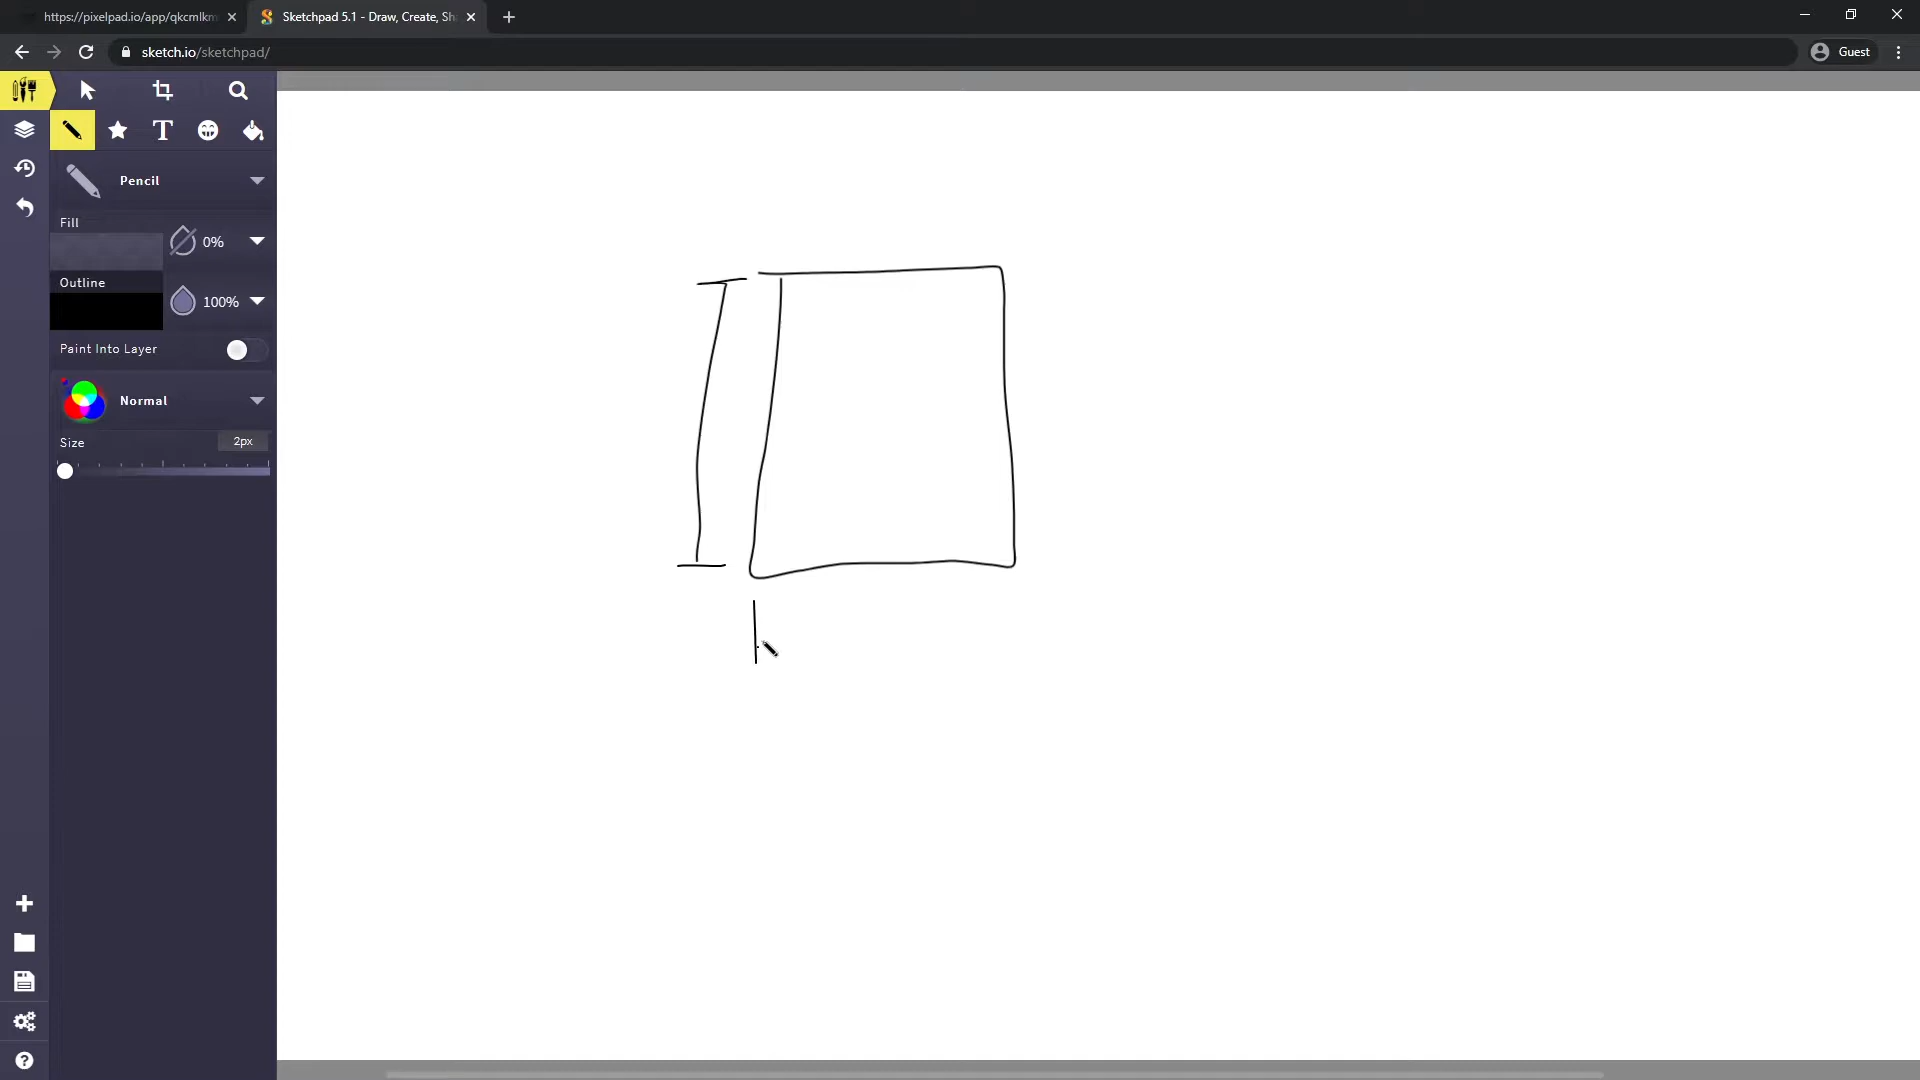 https://pixelpad.io/app/qkcmlkm
Sketchpad 5.1 - Draw, Create, Sh
sketch.io/sketchpad/
Guest
T
Pencil
Fill
0%
Outline
100%
Paint Into Layer
Normal
Size
2px
?